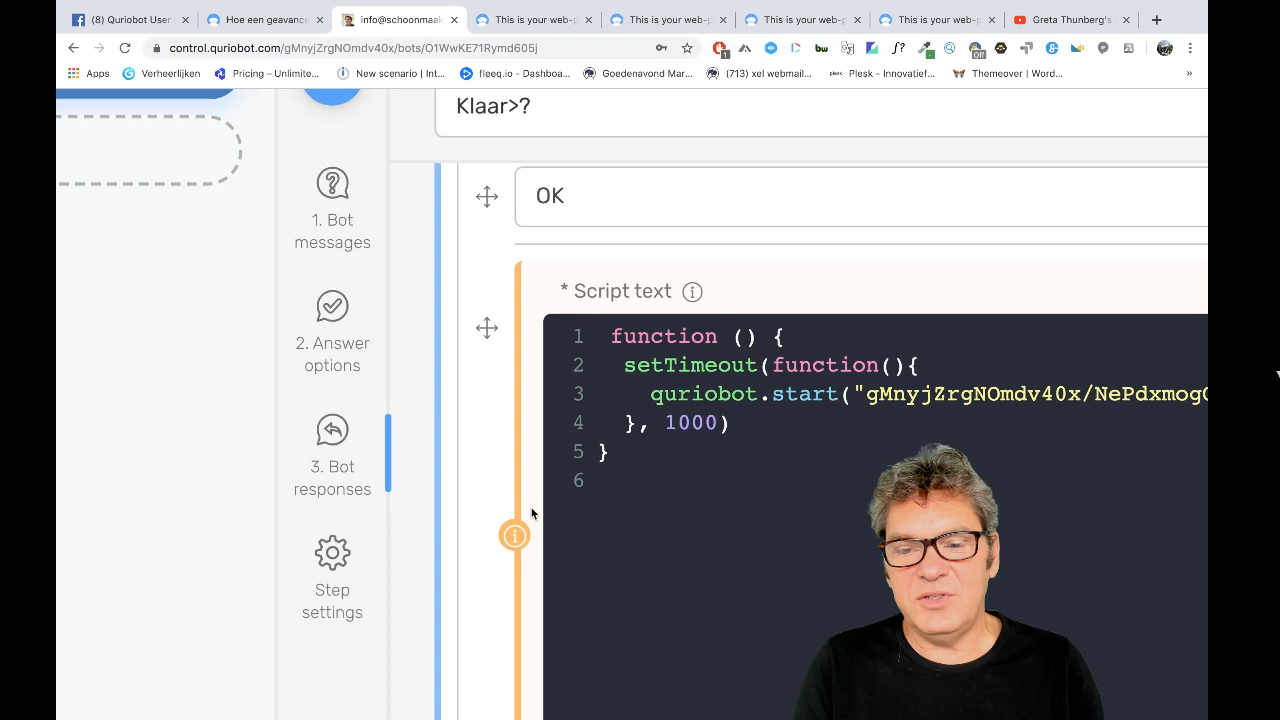 (8) Quriobot User
Hoe een geavance
info@schoonmaak
This is your web-p
This is your web-p
This is your web-p
This is your web-p
Greta Thunberg's
control.quriobot.com/gMnyjZrgNOmdv40x/bots/O1WwKE71Rymd605j
Apps
Verheerlijken
Pricing – Unlimite...
New scenario | Int...
fleeq.io - Dashboa...
Goedenavond Mar...
(713) xel webmail...
Plesk – Innovatief...
Themeover | Word...
»
Klaar>?
OK
1. Bot
messages
* Script text
2. Answer
options
1 function () {
2 setTimeout(function(){
3 quriobot.start("gMnyjZrgNOmdv40x/NePdxmog
4 }, 1000)
5 }
6
3. Bot
responses
Step
settings